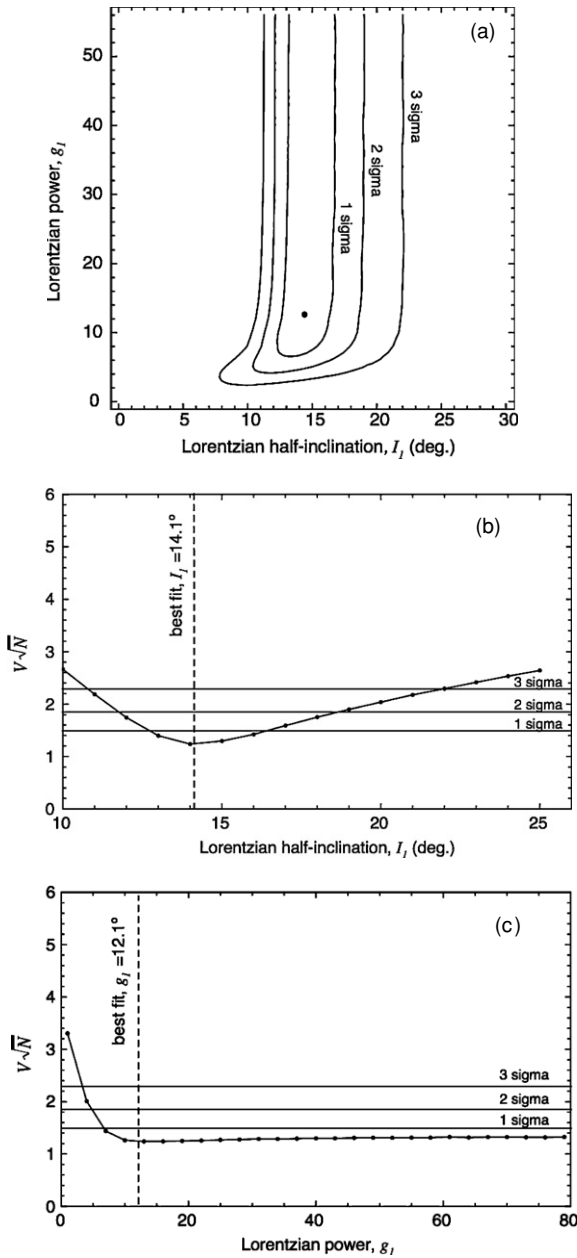 (a)
Lorentzian power, g₁
50
40
30
20
10
0
1 sigma
2 sigma
3 sigma
0 5 10 15 20 25 30
Lorentzian half-inclination, I₁ (deg.)
(b)
V√N
6
5
4
3
2
1
0
best fit, I₁ =14.1º
3 sigma
2 sigma
1 sigma
10 15 20 25
Lorentzian half-inclination, I₁ (deg.)
(c)
V√N
6
5
4
3
2
1
0
best fit, g₁ =12.1º
3 sigma
2 sigma
1 sigma
0 20 40 60 80
Lorentzian power, g₁